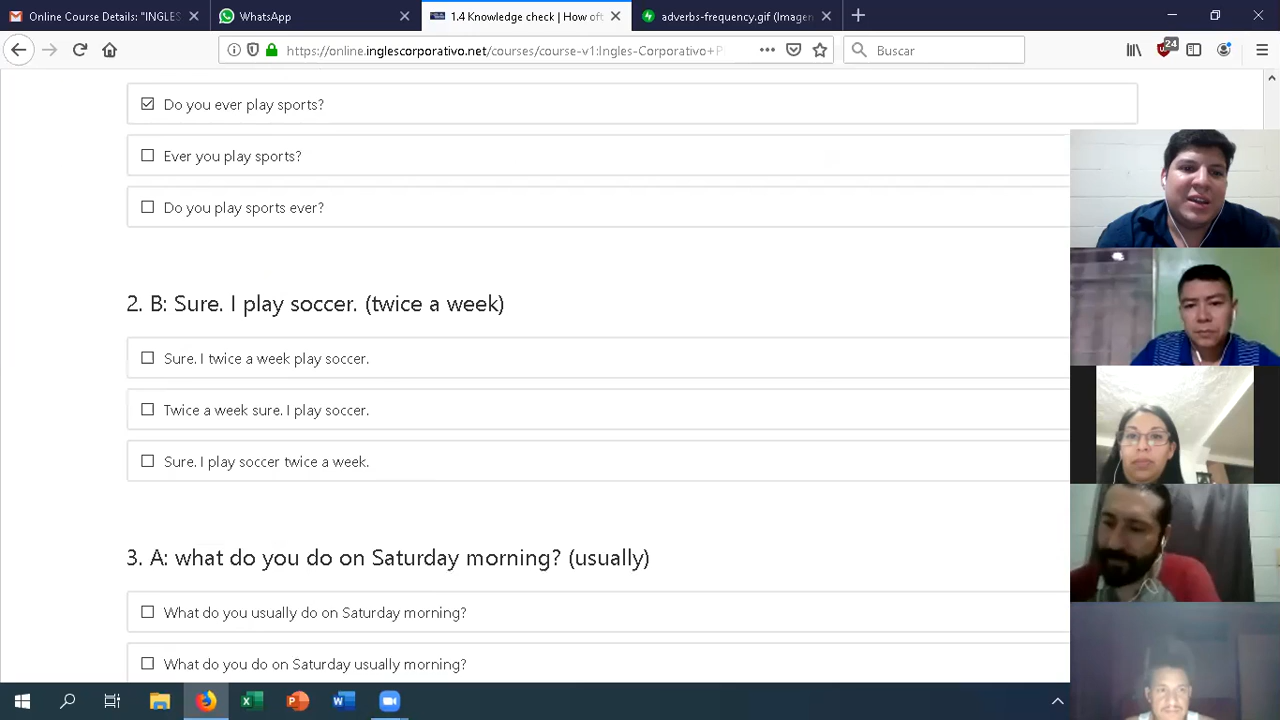 Online Course Details: "INGLES
WhatsApp
1.4 Knowledge check | How oft
adverbs-frequency.gif (Imagen
https://online.inglescorporativo.net/courses/course-v1:Ingles-Corporativo+P
Buscar
24
Do you ever play sports?
Ever you play sports?
Do you play sports ever?
2. B: Sure. I play soccer. (twice a week)
Sure. I twice a week play soccer.
Twice a week sure. I play soccer.
Sure. I play soccer twice a week.
3. A: what do you do on Saturday morning? (usually)
What do you usually do on Saturday morning?
What do you do on Saturday usually morning?